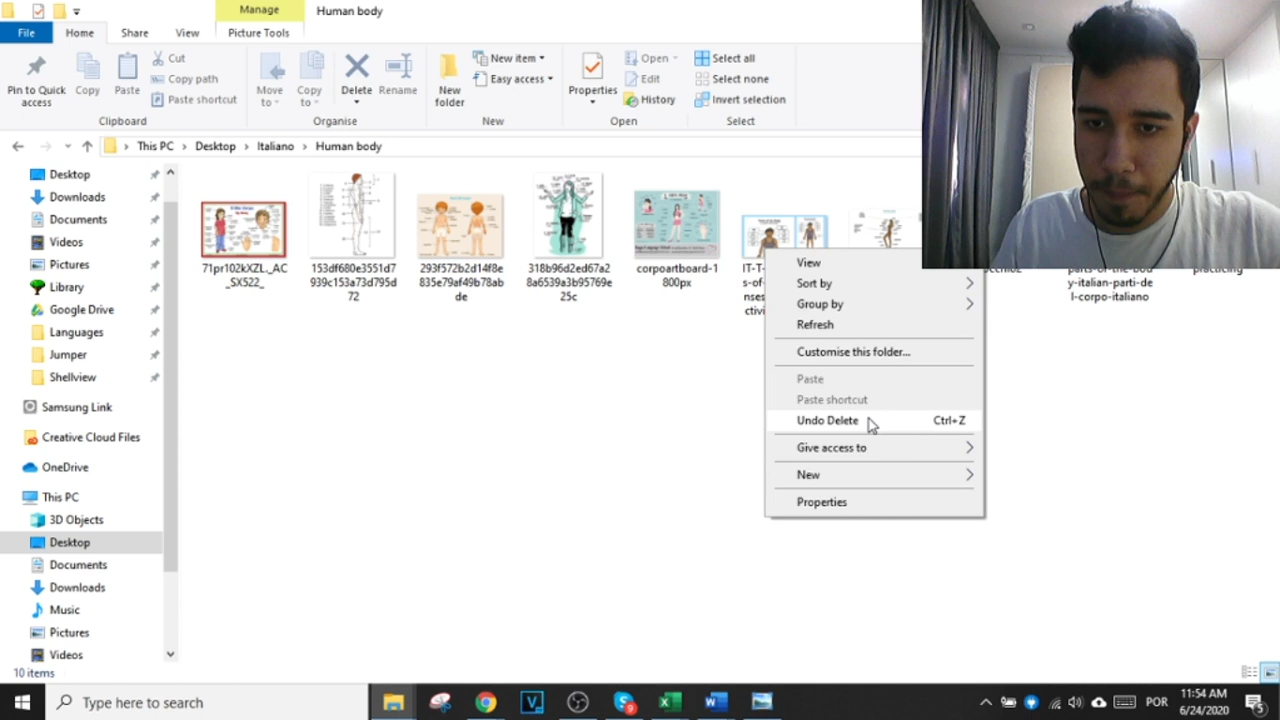 Manage
Human body
File
Home
Share
View
Picture Tools
Pin to Quick access
Copy
Paste
Cut
Copy path
Paste shortcut
Clipboard
Move to
Copy to
Delete
Rename
Organise
New folder
New item
Easy access
New
Properties
Open
Edit
History
Open
Select all
Select none
Invert selection
Select
This PC
Desktop
Italiano
Human body
Desktop
Downloads
Documents
Videos
Pictures
Library
Google Drive
Languages
Jumper
Shellview
Samsung Link
Creative Cloud Files
OneDrive
This PC
3D Objects
Desktop
Documents
Downloads
Music
Pictures
Videos
71pr102kXZL._AC
_SX522_
153df680e3551d7
939c153a73d795d
72
293f572b2d14f8e
835e79af49b78ab
de
318b96d2ed67a2
8a6539a3b95769e
25c
corpoartboard-1
800px
IT-T-
s-of-
nses
ctivi
parts-of-the-bod
y-italian-parti-de
l-corpo-italiano
practicing
View
Sort by
Group by
Refresh
Customise this folder...
Paste
Paste shortcut
Undo Delete Ctrl+Z
Give access to
New
Properties
10 items
Type here to search
9
POR
11:54 AM
6/24/2020
5